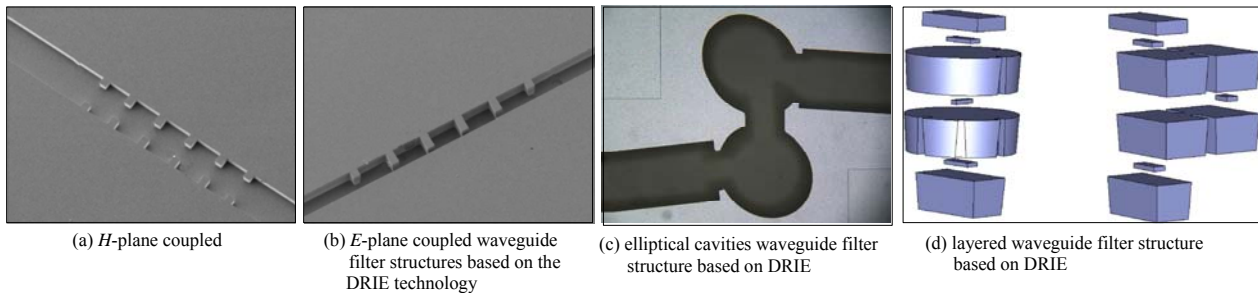 (a) H-plane coupled
(b) E-plane coupled waveguide
filter structures based on the
DRIE technology
(c) elliptical cavities waveguide filter
structure based on DRIE
(d) layered waveguide filter structure
based on DRIE